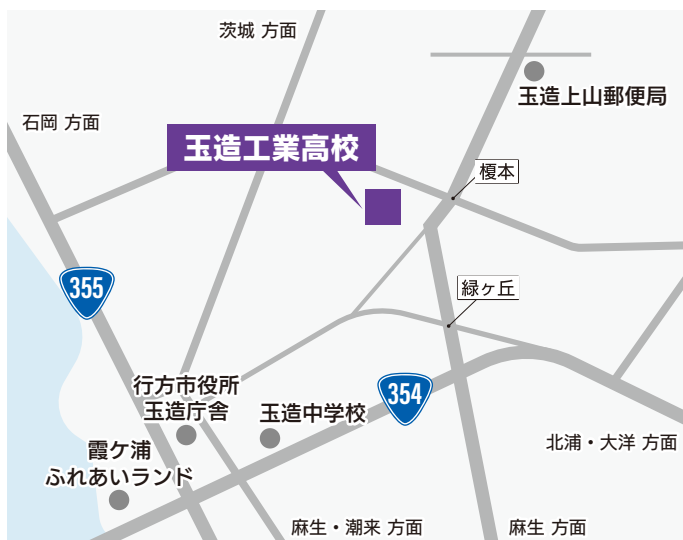 茨城 方面
玉造上山郵便局
石岡 方面
玉造工業高校
榎本
355
緑ヶ丘
行方市役所
玉造庁舎
354
玉造中学校
霞ケ浦
ふれあいランド
北浦・大洋 方面
麻生・潮来 方面
麻生 方面